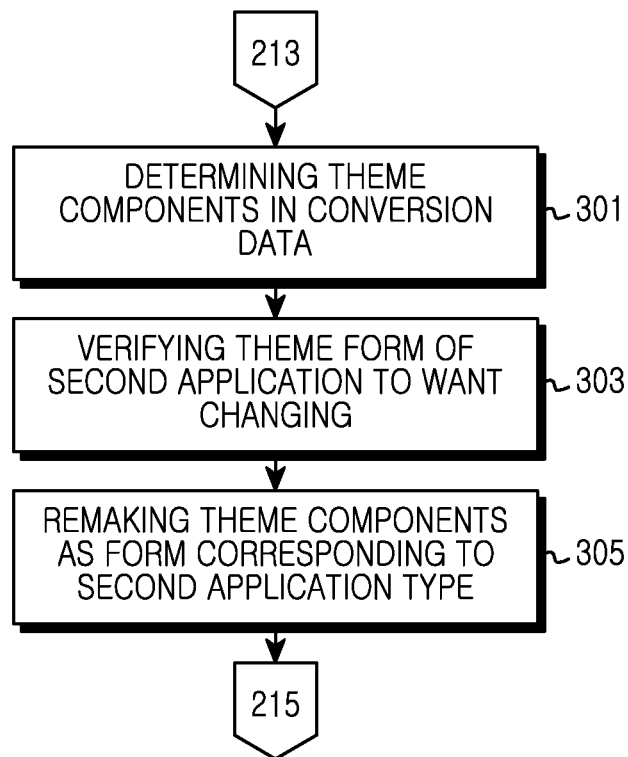 213
DETERMINING THEME
COMPONENTS IN CONVERSION
DATA
301
VERIFYING THEME FORM OF
SECOND APPLICATION TO WANT
CHANGING
303
REMAKING THEME COMPONENTS
AS FORM CORRESPONDING TO
SECOND APPLICATION TYPE
305
215